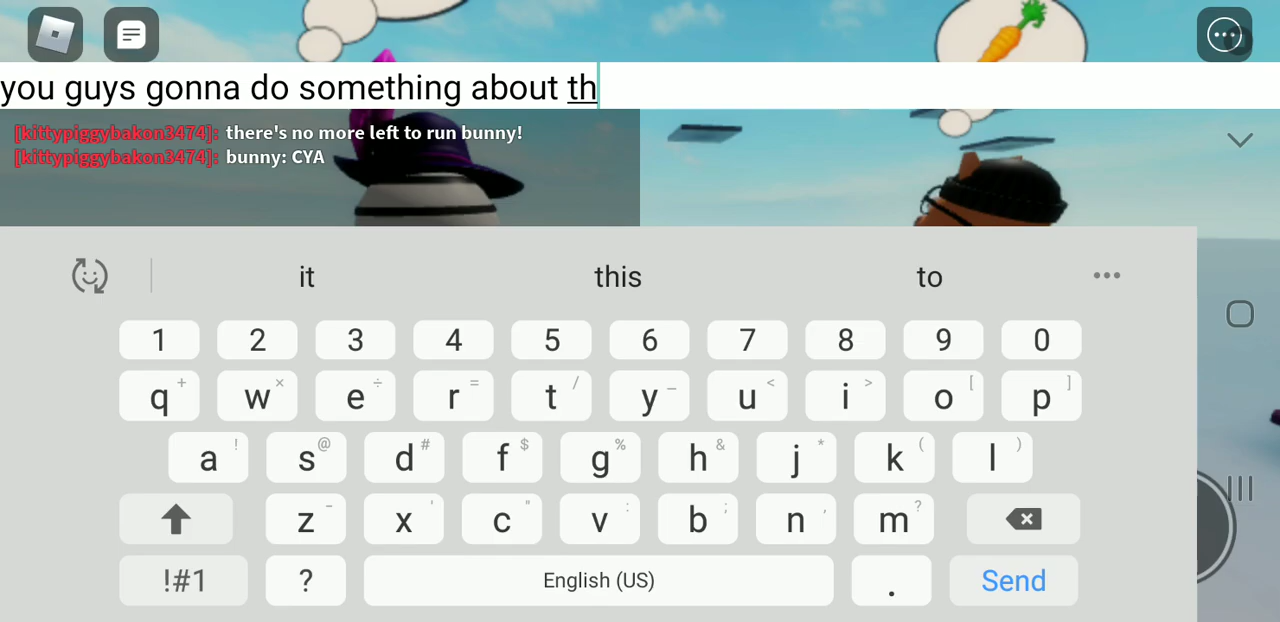 you guys gonna do something about th
[kittypiggybakon3474]: there's no more left to run bunny!
[kittypiggybakon3474]: bunny: CYA
it this to •••
1 2 3 4 5 6 7 8 9 0
q + w × e ÷ r = t / y _ u < i > o [ p ]
a ! s @ d # f $ g % h & j * k ( l )
z - x ' c " v : b ; n , m ?
!#1 ? English (US) . Send